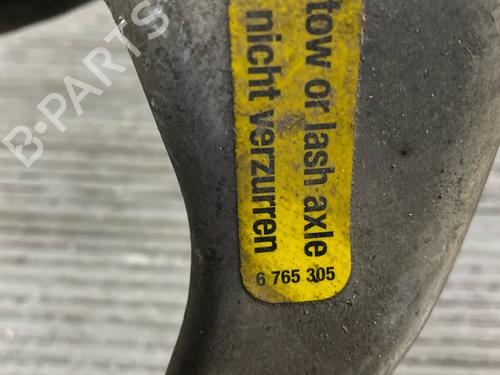 tow or lash axle
nicht verzurren
6 765 305
B-PARTS